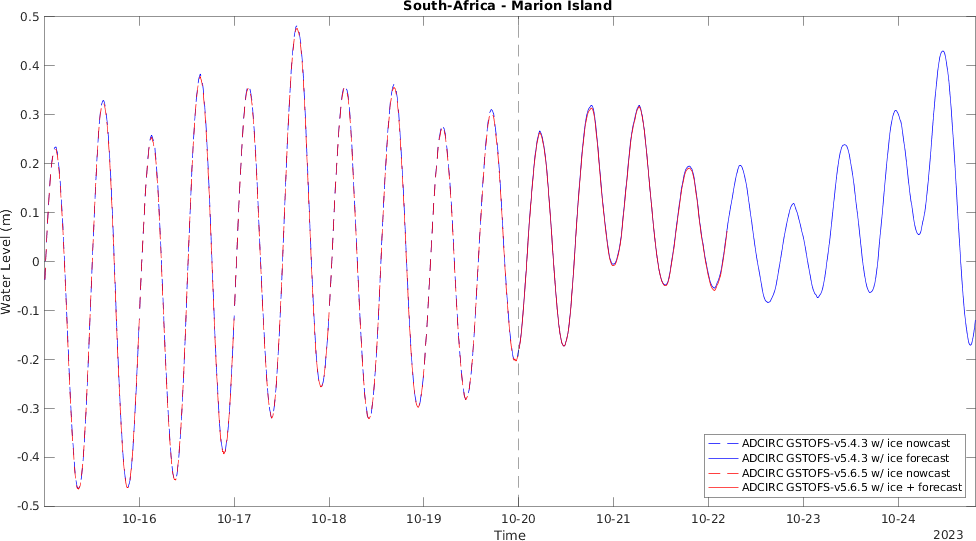 South-Africa - Marion Island
0.5
0.4
0.3
0.2
0.1
0
-0.1
-0.2
-0.3
-0.4
-0.5
Water Level (m)
10-16 10-17 10-18 10-19 10-20 10-21 10-22 10-23 10-24
Time
2023
ADCIRC GSTOFS-v5.4.3 w/ ice nowcast
ADCIRC GSTOFS-v5.4.3 w/ ice forecast
ADCIRC GSTOFS-v5.6.5 w/ ice nowcast
ADCIRC GSTOFS-v5.6.5 w/ ice + forecast